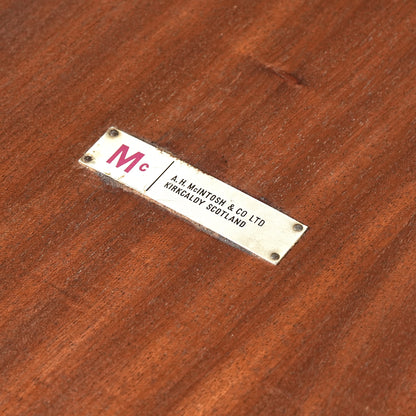 Mc
A. H. McINTOSH & CO LTD
KIRKCALDY SCOTLAND